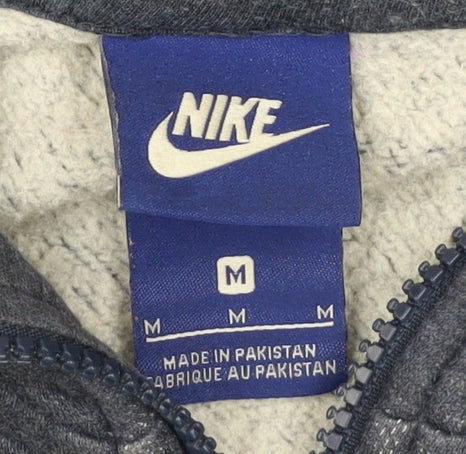 NIKE
M
M M M
MADE IN PAKISTAN
FABRIQUE AU PAKISTAN